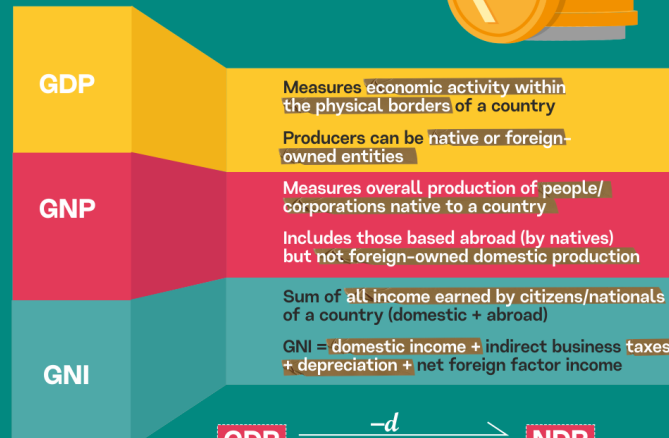 GDP
Measures economic activity within
the physical borders of a country
Producers can be native or foreign-
owned entities
GNP
Measures overall production of people/
corporations native to a country
Includes those based abroad (by natives)
but not foreign-owned domestic production
GNI
Sum of all income earned by citizens/nationals
of a country (domestic + abroad)
GNI = domestic income + indirect business taxes
+ depreciation + net foreign factor income
-d
GDP
NDP